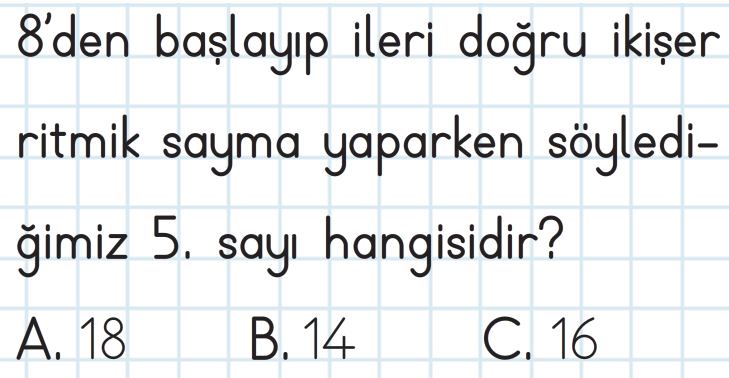 8'den başlayıp ileri doğru ikişer
ritmik sayma yaparken söyledi-
ğimiz 5. sayı hangisidir?
A. 18 B. 14 C. 16